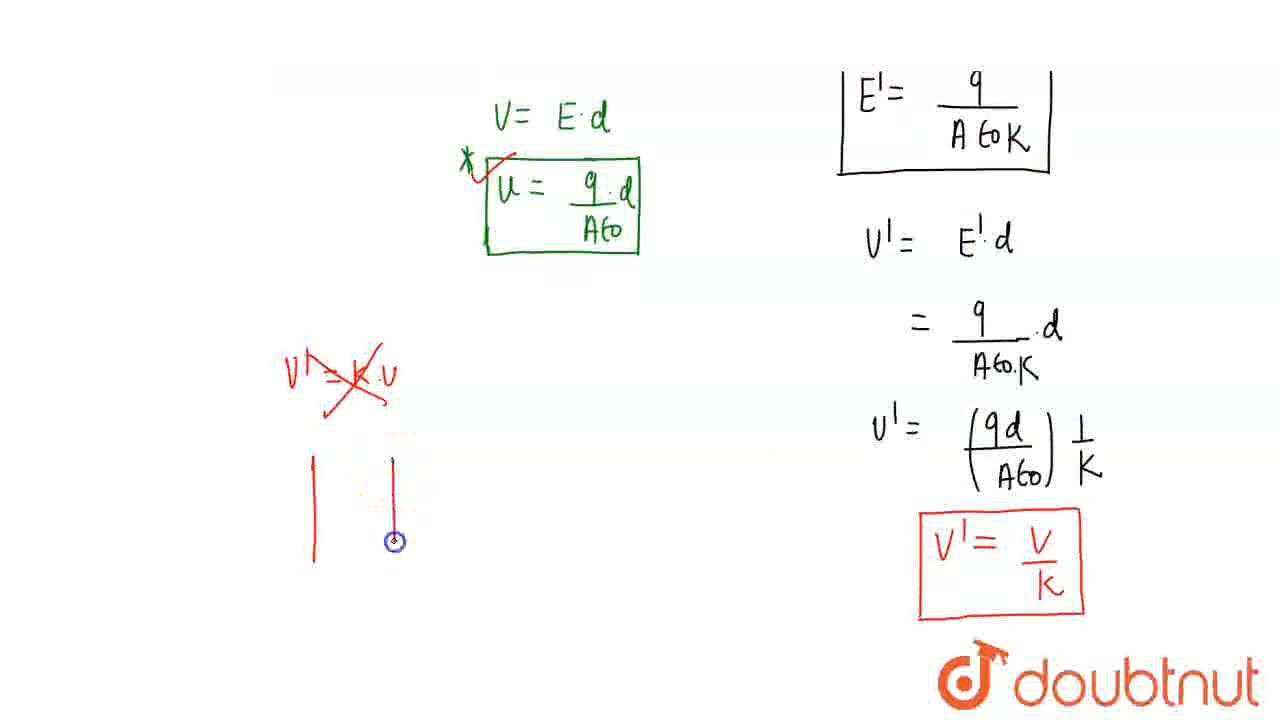 V = E · d
* V = q/Aε₀ · d
V' = K · V
E' = q/Aε₀K
V' = E' · d
= q/Aε₀·K · d
V' = (qd/Aε₀) 1/K
V' = V/K
doubtnut